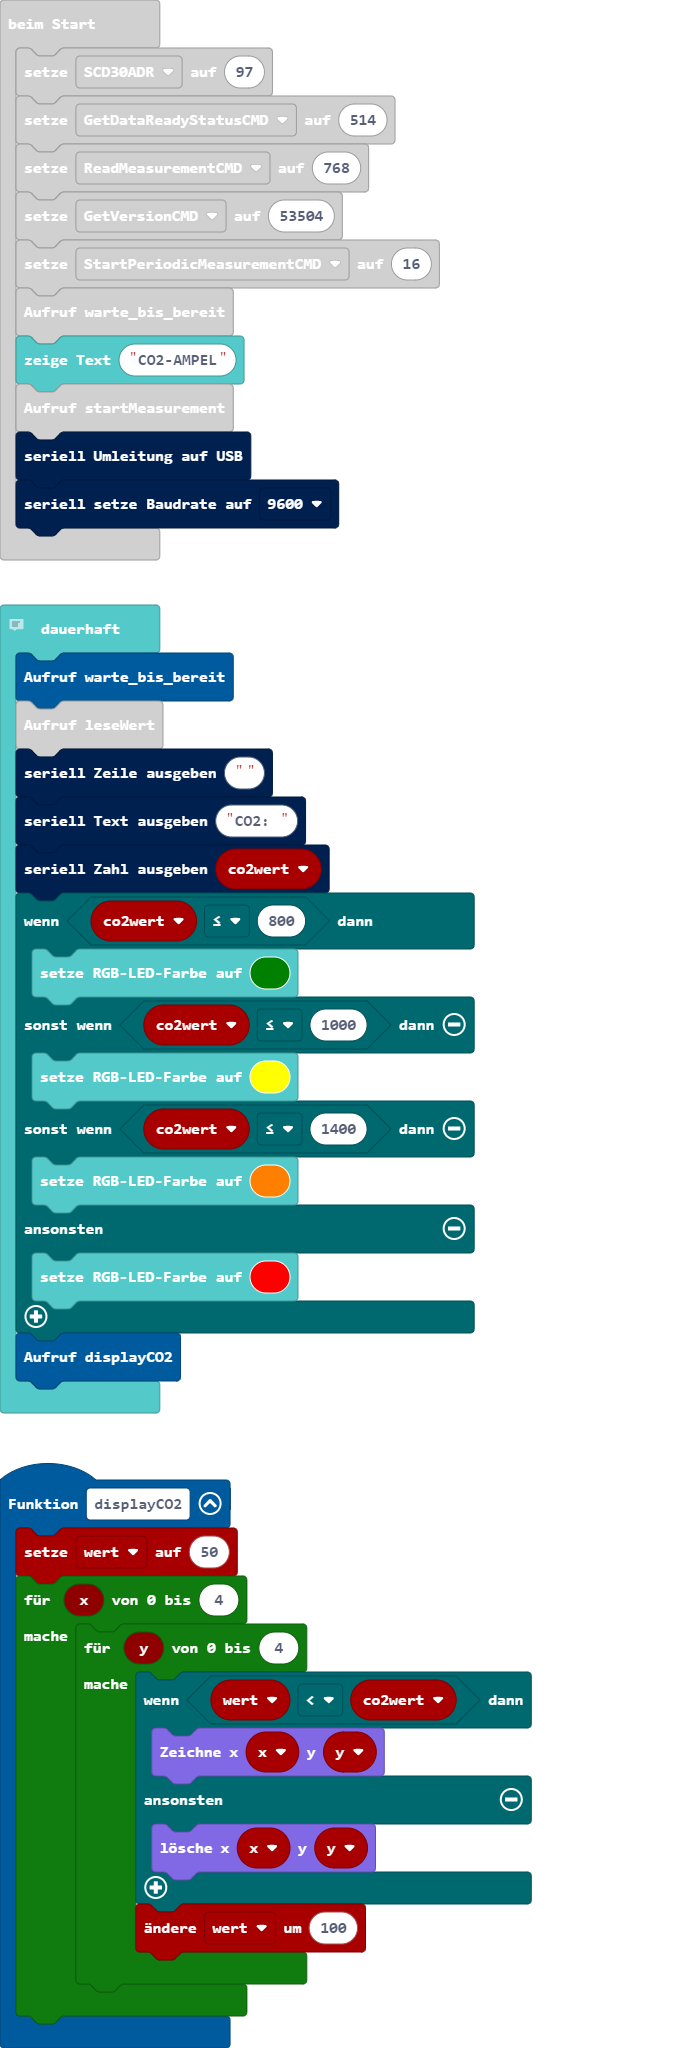 beim Start
setze SCD30ADR auf 97
setze GetDataReadyStatusCMD auf 514
setze ReadMeasurementCMD auf 768
setze GetVersionCMD auf 53504
setze StartPeriodicMeasurementCMD auf 16
Aufruf warte_bis_bereit
zeige Text "CO2-AMPEL"
Aufruf startMeasurement
seriell Umleitung auf USB
seriell setze Baudrate auf 9600
dauerhaft
Aufruf warte_bis_bereit
Aufruf leseWert
seriell Zeile ausgeben " "
seriell Text ausgeben "CO2: "
seriell Zahl ausgeben co2wert
wenn co2wert ≤ 800 dann
setze RGB-LED-Farbe auf
sonst wenn co2wert ≤ 1000 dann
setze RGB-LED-Farbe auf
sonst wenn co2wert ≤ 1400 dann
setze RGB-LED-Farbe auf
ansonsten
setze RGB-LED-Farbe auf
Aufruf displayCO2
Funktion displayCO2
setze wert auf 50
für x von 0 bis 4
mache
für y von 0 bis 4
mache
wenn wert < co2wert dann
Zeichne x x y y
ansonsten
lösche x x y y
ändere wert um 100